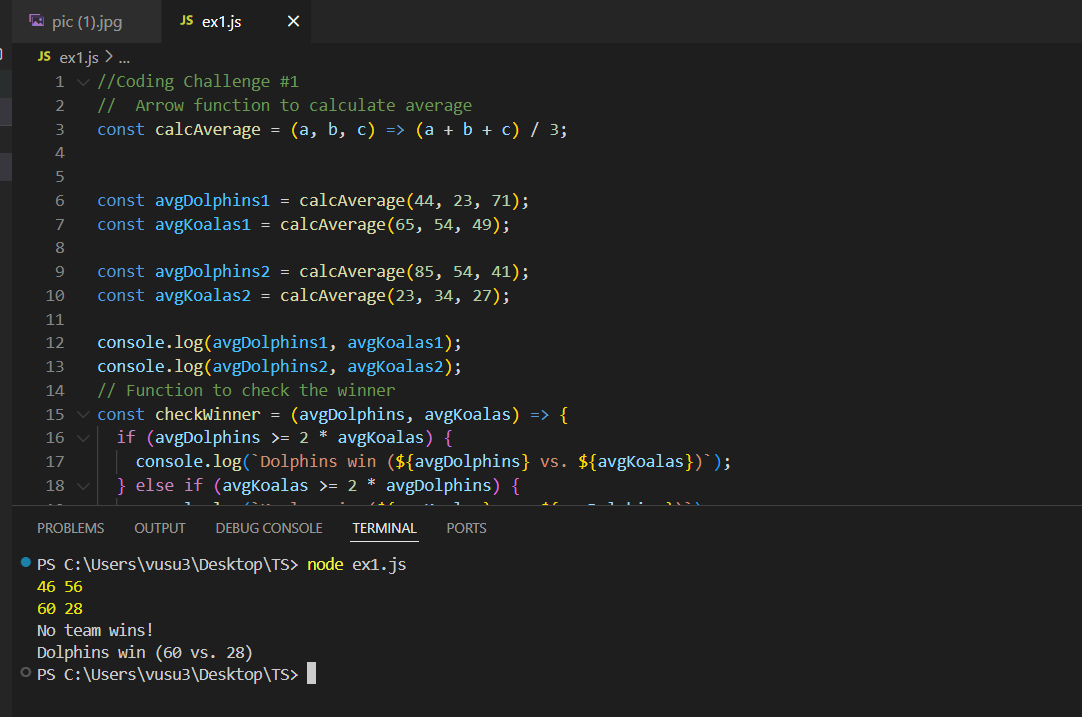 pic (1).jpg
JS ex1.js ×
JS ex1.js > ...
1 //Coding Challenge #1
2 //  Arrow function to calculate average
3 const calcAverage = (a, b, c) => (a + b + c) / 3;
4
5
6 const avgDolphins1 = calcAverage(44, 23, 71);
7 const avgKoalas1 = calcAverage(65, 54, 49);
8
9 const avgDolphins2 = calcAverage(85, 54, 41);
10 const avgKoalas2 = calcAverage(23, 34, 27);
11
12 console.log(avgDolphins1, avgKoalas1);
13 console.log(avgDolphins2, avgKoalas2);
14 // Function to check the winner
15 const checkWinner = (avgDolphins, avgKoalas) => {
16   if (avgDolphins >= 2 * avgKoalas) {
17     console.log(`Dolphins win (${avgDolphins} vs. ${avgKoalas})`);
18   } else if (avgKoalas >= 2 * avgDolphins) {
PROBLEMS OUTPUT DEBUG CONSOLE TERMINAL PORTS
PS C:\Users\vusu3\Desktop\TS> node ex1.js
46 56
60 28
No team wins!
Dolphins win (60 vs. 28)
PS C:\Users\vusu3\Desktop\TS>